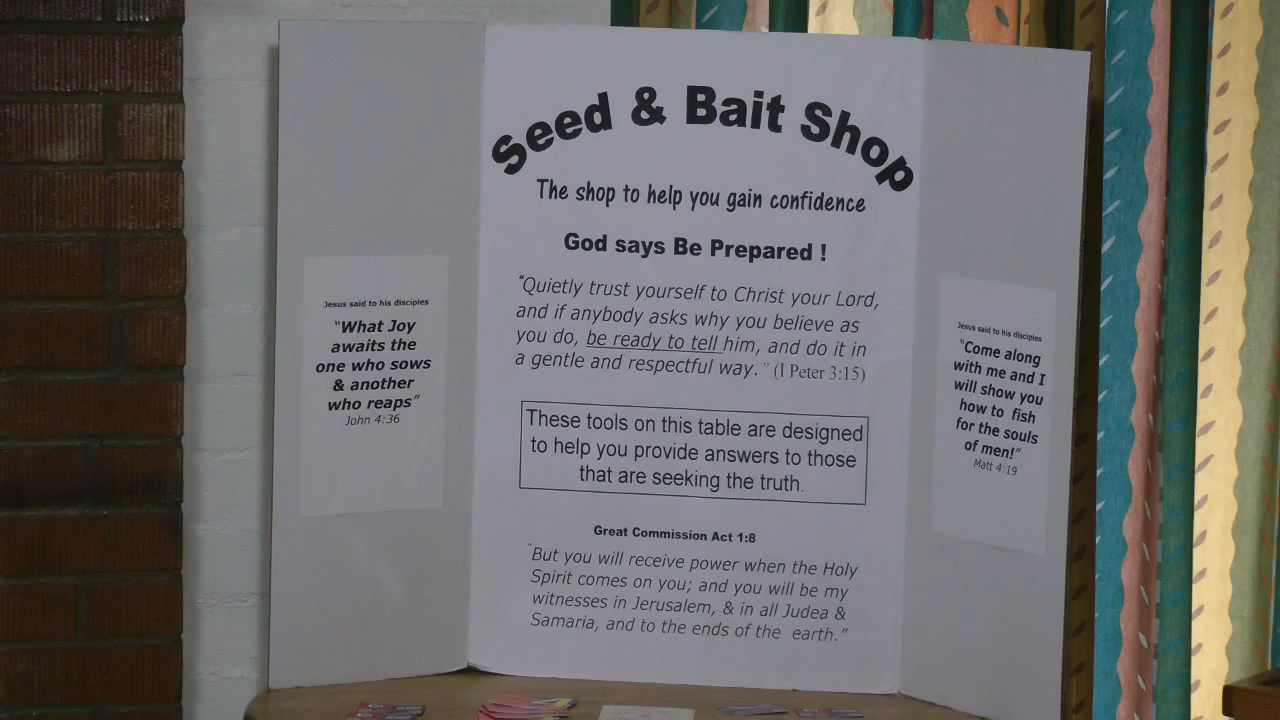 Seed & Bait Shop
The shop to help you gain confidence
God says Be Prepared !
“Quietly trust yourself to Christ your Lord,
and if anybody asks why you believe as
you do, be ready to tell him, and do it in
a gentle and respectful way.” (I Peter 3:15)
These tools on this table are designed
to help you provide answers to those
that are seeking the truth.
Great Commission Act 1:8
“But you will receive power when the Holy
Spirit comes on you; and you will be my
witnesses in Jerusalem, & in all Judea &
Samaria, and to the ends of the earth.”
Jesus said to his disciples
“What Joy
awaits the
one who sows
& another
who reaps”
John 4:36
Jesus said to his disciples
“Come along
with me and I
will show you
how to fish
for the souls
of men!”
Matt 4:19